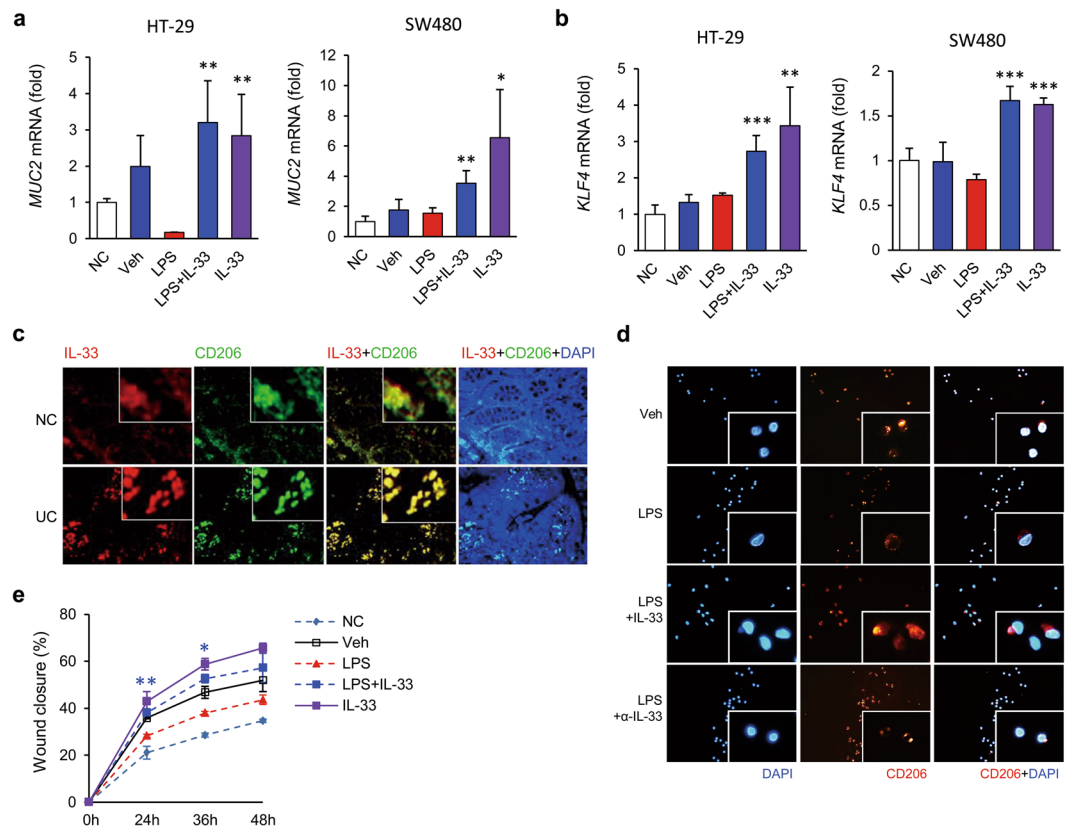 a
HT-29
MUC2 mRNA (fold)
5
4
3
2
1
0
**
**
NC
Veh
LPS
LPS+IL-33
IL-33
SW480
MUC2 mRNA (fold)
12
10
8
6
4
2
0
**
*
NC
Veh
LPS
LPS+IL-33
IL-33
b
HT-29
KLF4 mRNA (fold)
5
4
3
2
1
0
***
**
NC
Veh
LPS
LPS+IL-33
IL-33
SW480
KLF4 mRNA (fold)
2
1.5
1
0.5
0
***
***
NC
Veh
LPS
LPS+IL-33
IL-33
c
IL-33
CD206
IL-33+CD206
IL-33+CD206+DAPI
NC
UC
d
Veh
LPS
LPS
+IL-33
LPS
+α-IL-33
DAPI
CD206
CD206+DAPI
e
Wound closure (%)
80
60
40
20
0
**
*
0h
24h
36h
48h
NC
Veh
LPS
LPS+IL-33
IL-33